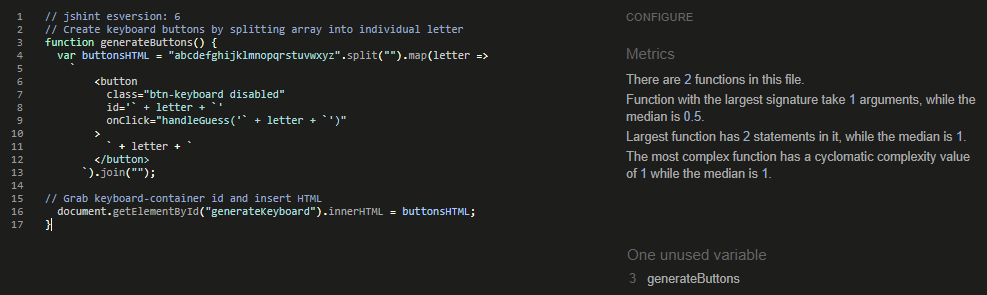 1 // jshint esversion: 6
2 // Create keyboard buttons by splitting array into individual letter
3 function generateButtons() {
4   var buttonsHTML = "abcdefghijklmnopqrstuvwxyz".split("").map(letter =>
5     `
6         <button
7           class="btn-keyboard disabled"
8           id='` + letter + `'
9           onClick="handleGuess('` + letter + `')"
10         >
11           ` + letter + `
12         </button>
13       `).join("");
14
15 // Grab keyboard-container id and insert HTML
16   document.getElementById("generateKeyboard").innerHTML = buttonsHTML;
17 }
CONFIGURE
Metrics
There are 2 functions in this file.
Function with the largest signature take 1 arguments, while the
median is 0.5.
Largest function has 2 statements in it, while the median is 1.
The most complex function has a cyclomatic complexity value
of 1 while the median is 1.
One unused variable
3 generateButtons